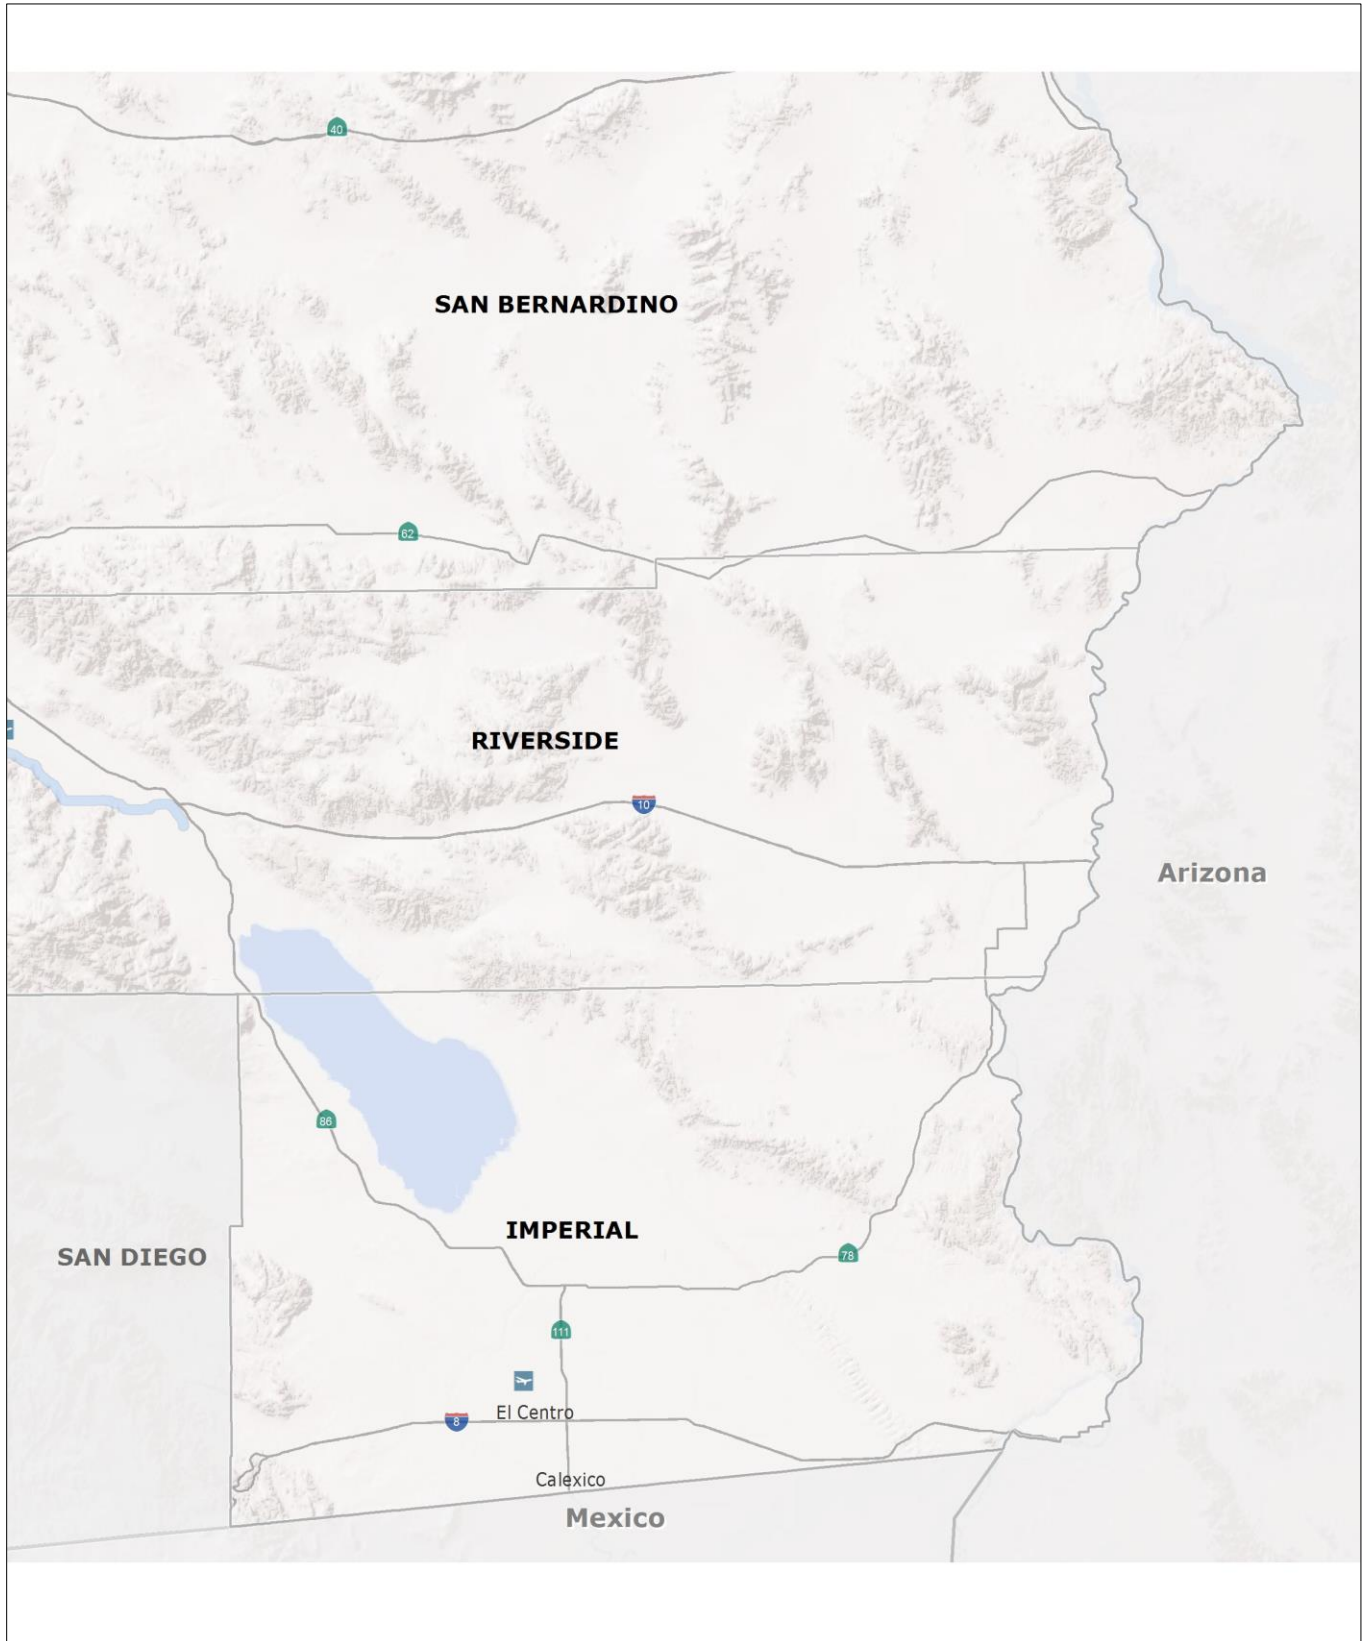 40
SAN BERNARDINO
62
RIVERSIDE
10
Arizona
86
IMPERIAL
SAN DIEGO
78
111
El Centro
8
Calexico
Mexico